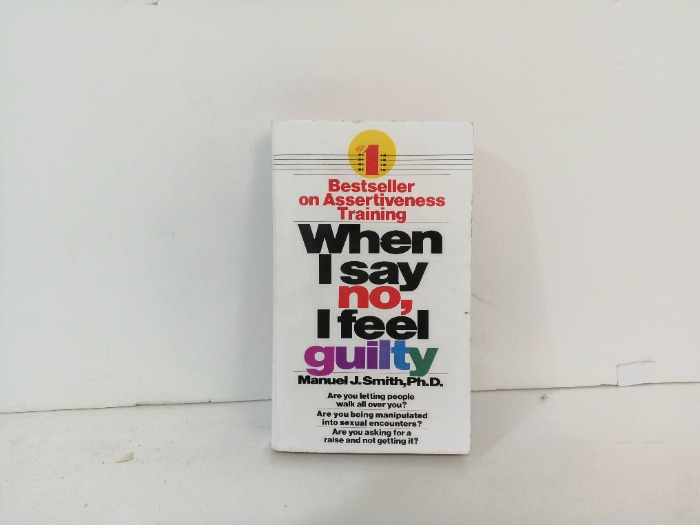 #1
Bestseller
on Assertiveness
Training
When
I say
no,
I feel
guilty
Manuel J. Smith, Ph.D.
Are you letting people
walk all over you?
Are you being manipulated
into sexual encounters?
Are you asking for a
raise and not getting it?